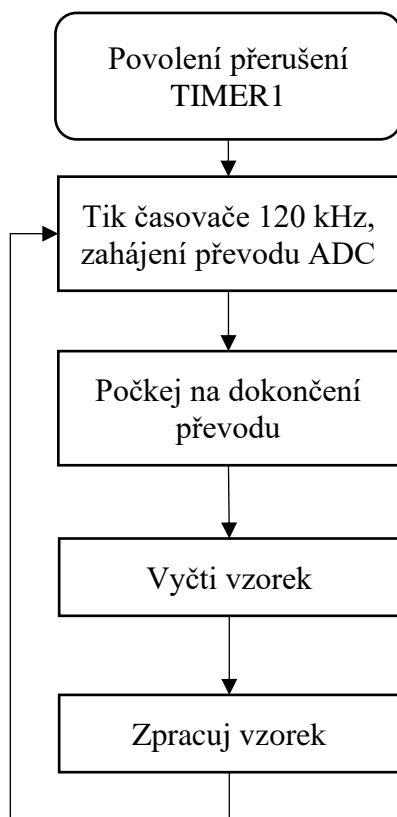 Povolení přerušení
TIMER1
Tik časovače 120 kHz,
zahájení převodu ADC
Počkej na dokončení
převodu
Vyčti vzorek
Zpracuj vzorek